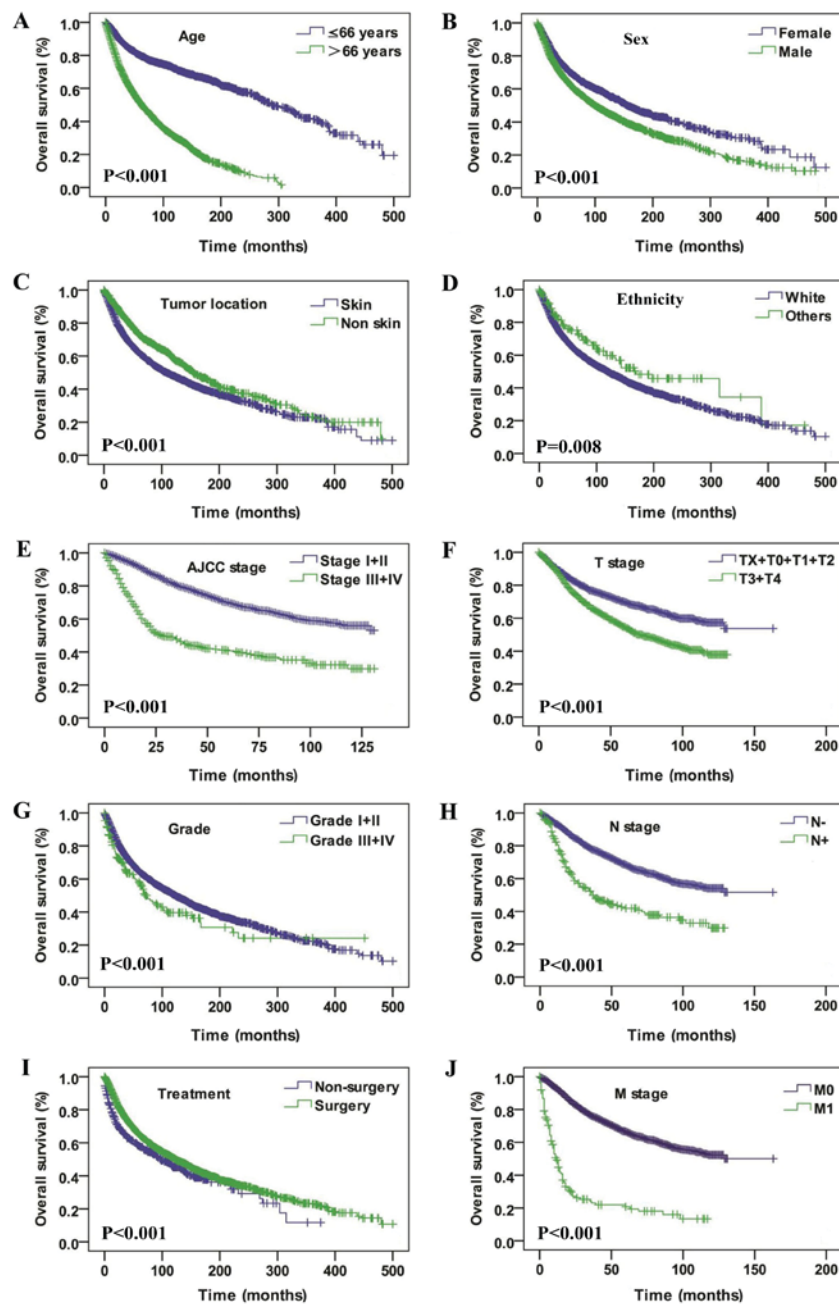 A
Age
≤66 years
>66 years
Overall survival (%)
1.0
0.8
0.6
0.4
0.2
0.0
P<0.001
0 100 200 300 400 500
Time (months)
B
Sex
Female
Male
Overall survival (%)
1.0
0.8
0.6
0.4
0.2
0.0
P<0.001
0 100 200 300 400 500
Time (months)
C
Tumor location
Skin
Non skin
Overall survival (%)
1.0
0.8
0.6
0.4
0.2
0.0
P<0.001
0 100 200 300 400 500
Time (months)
D
Ethnicity
White
Others
Overall survival (%)
1.0
0.8
0.6
0.4
0.2
0.0
P=0.008
0 100 200 300 400 500
Time (months)
E
AJCC stage
Stage I+II
Stage III+IV
Overall survival (%)
1.0
0.8
0.6
0.4
0.2
0.0
P<0.001
0 25 50 75 100 125
Time (months)
F
T stage
TX+T0+T1+T2
T3+T4
Overall survival (%)
1.0
0.8
0.6
0.4
0.2
0.0
P<0.001
0 50 100 150 200
Time (months)
G
Grade
Grade I+II
Grade III+IV
Overall survival (%)
1.0
0.8
0.6
0.4
0.2
0.0
P<0.001
0 100 200 300 400 500
Time (months)
H
N stage
N-
N+
Overall survival (%)
1.0
0.8
0.6
0.4
0.2
0.0
P<0.001
0 50 100 150 200
Time (months)
I
Treatment
Non-surgery
Surgery
Overall survival (%)
1.0
0.8
0.6
0.4
0.2
0.0
P<0.001
0 100 200 300 400 500
Time (months)
J
M stage
M0
M1
Overall survival (%)
1.0
0.8
0.6
0.4
0.2
0.0
P<0.001
0 50 100 150 200
Time (months)